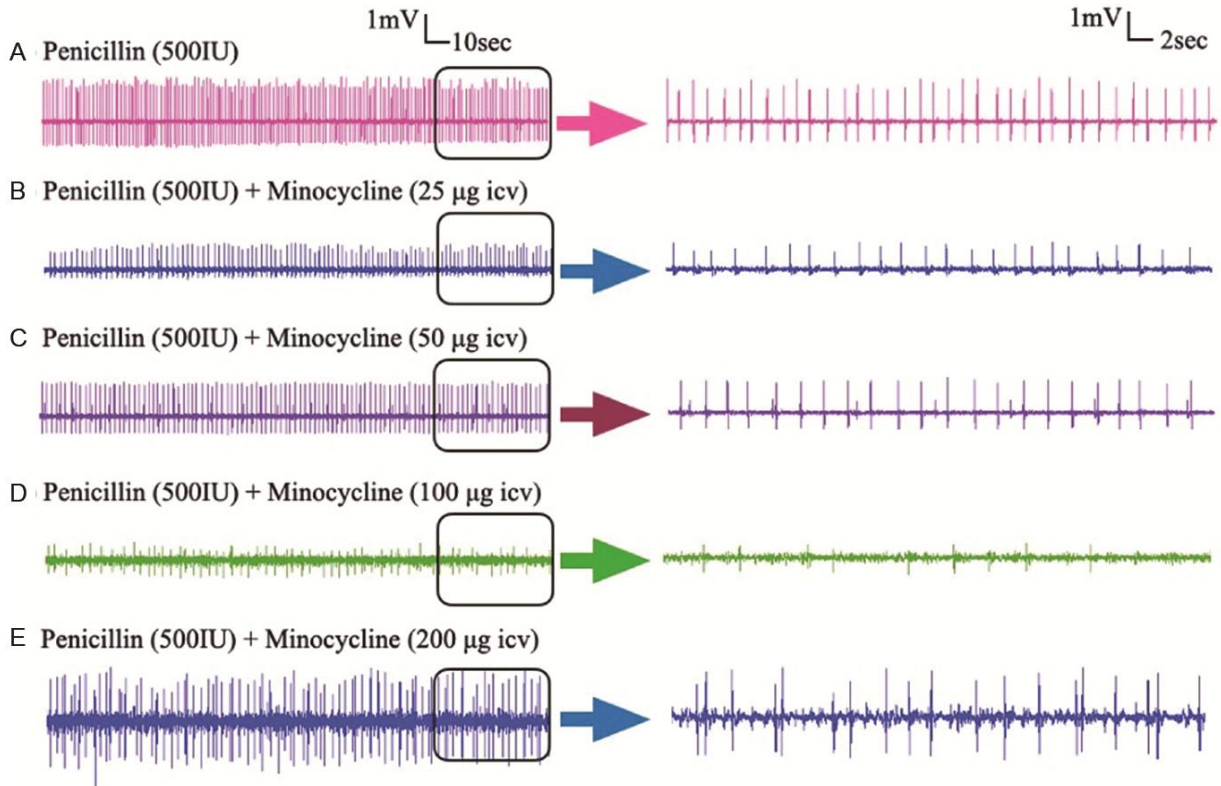 1mV
10sec
1mV
2sec
A Penicillin (500IU)
B Penicillin (500IU) + Minocycline (25 μg icv)
C Penicillin (500IU) + Minocycline (50 μg icv)
D Penicillin (500IU) + Minocycline (100 μg icv)
E Penicillin (500IU) + Minocycline (200 μg icv)